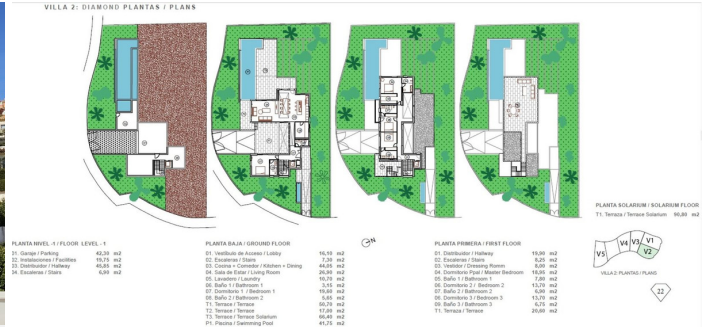 VILLA 2: DIAMOND PLANTAS / PLANS
PLANTA NIVEL -1 / FLOOR LEVEL - 1
01. Garaje / Parking 42,30 m2
02. Instalaciones / Facilities 19,75 m2
03. Distribuidor / Hallway 45,85 m2
04. Escaleras / Stairs 6,90 m2
PLANTA BAJA / GROUND FLOOR
01. Vestíbulo de Acceso / Lobby 16,10 m2
02. Escaleras / Stairs 7,30 m2
03. Cocina + Comedor / Kitchen + Dining 44,05 m2
04. Sala de Estar / Living Room 26,90 m2
05. Lavadero / Laundry 10,70 m2
06. Baño 1 / Bathroom 1 3,15 m2
07. Dormitorio 1 / Bedroom 1 19,60 m2
08. Baño 2 / Bathroom 2 5,65 m2
T1. Terraza / Terrace 50,70 m2
T2. Terraza / Terrace 17,00 m2
T3. Terraza / Terrace Solarium 66,40 m2
P1. Piscina / Swimming Pool 41,75 m2
N
PLANTA PRIMERA / FIRST FLOOR
01. Distribuidor / Hallway 19,90 m2
02. Escaleras / Stairs 8,25 m2
03. Vestidor / Dressing Romm 8,00 m2
04. Dormitorio Ppal / Master Bedroom 18,95 m2
05. Baño 1 / Bathroom 1 7,80 m2
06. Dormitorio 2 / Bedroom 2 13,70 m2
07. Baño 2 / Bathroom 2 6,90 m2
08. Dormitorio 3 / Bedroom 3 13,70 m2
09. Baño 3 / Bathroom 3 6,75 m2
T1. Terraza / Terrace 20,60 m2
PLANTA SOLARIUM / SOLARIUM FLOOR
T1. Terraza / Terrace Solarium 90,80 m2
V5 V4 V3 V1
V2
VILLA 2: PLANTAS / PLANS
22